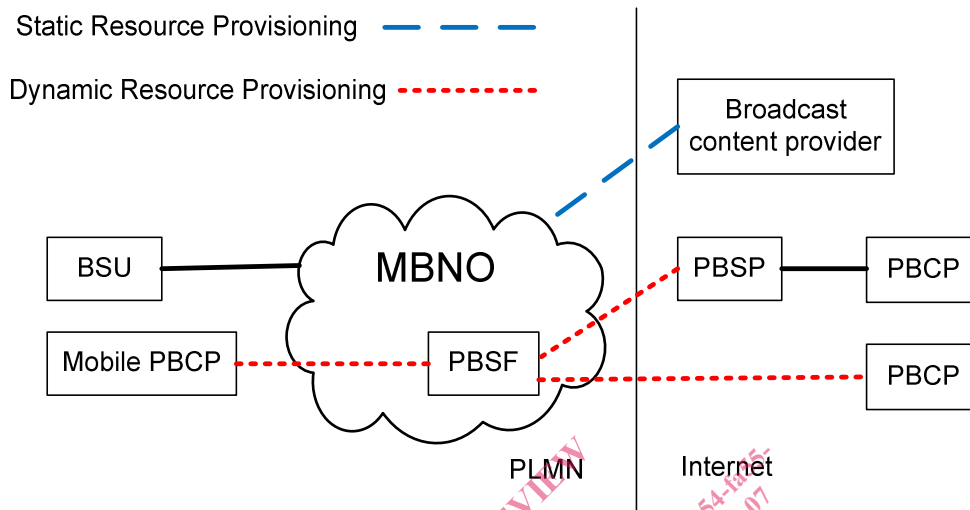 Static Resource Provisioning
Dynamic Resource Provisioning
Broadcast
content provider
BSU
MBNO
PBSP
PBCP
Mobile PBCP
PBSF
PBCP
PLMN
Internet